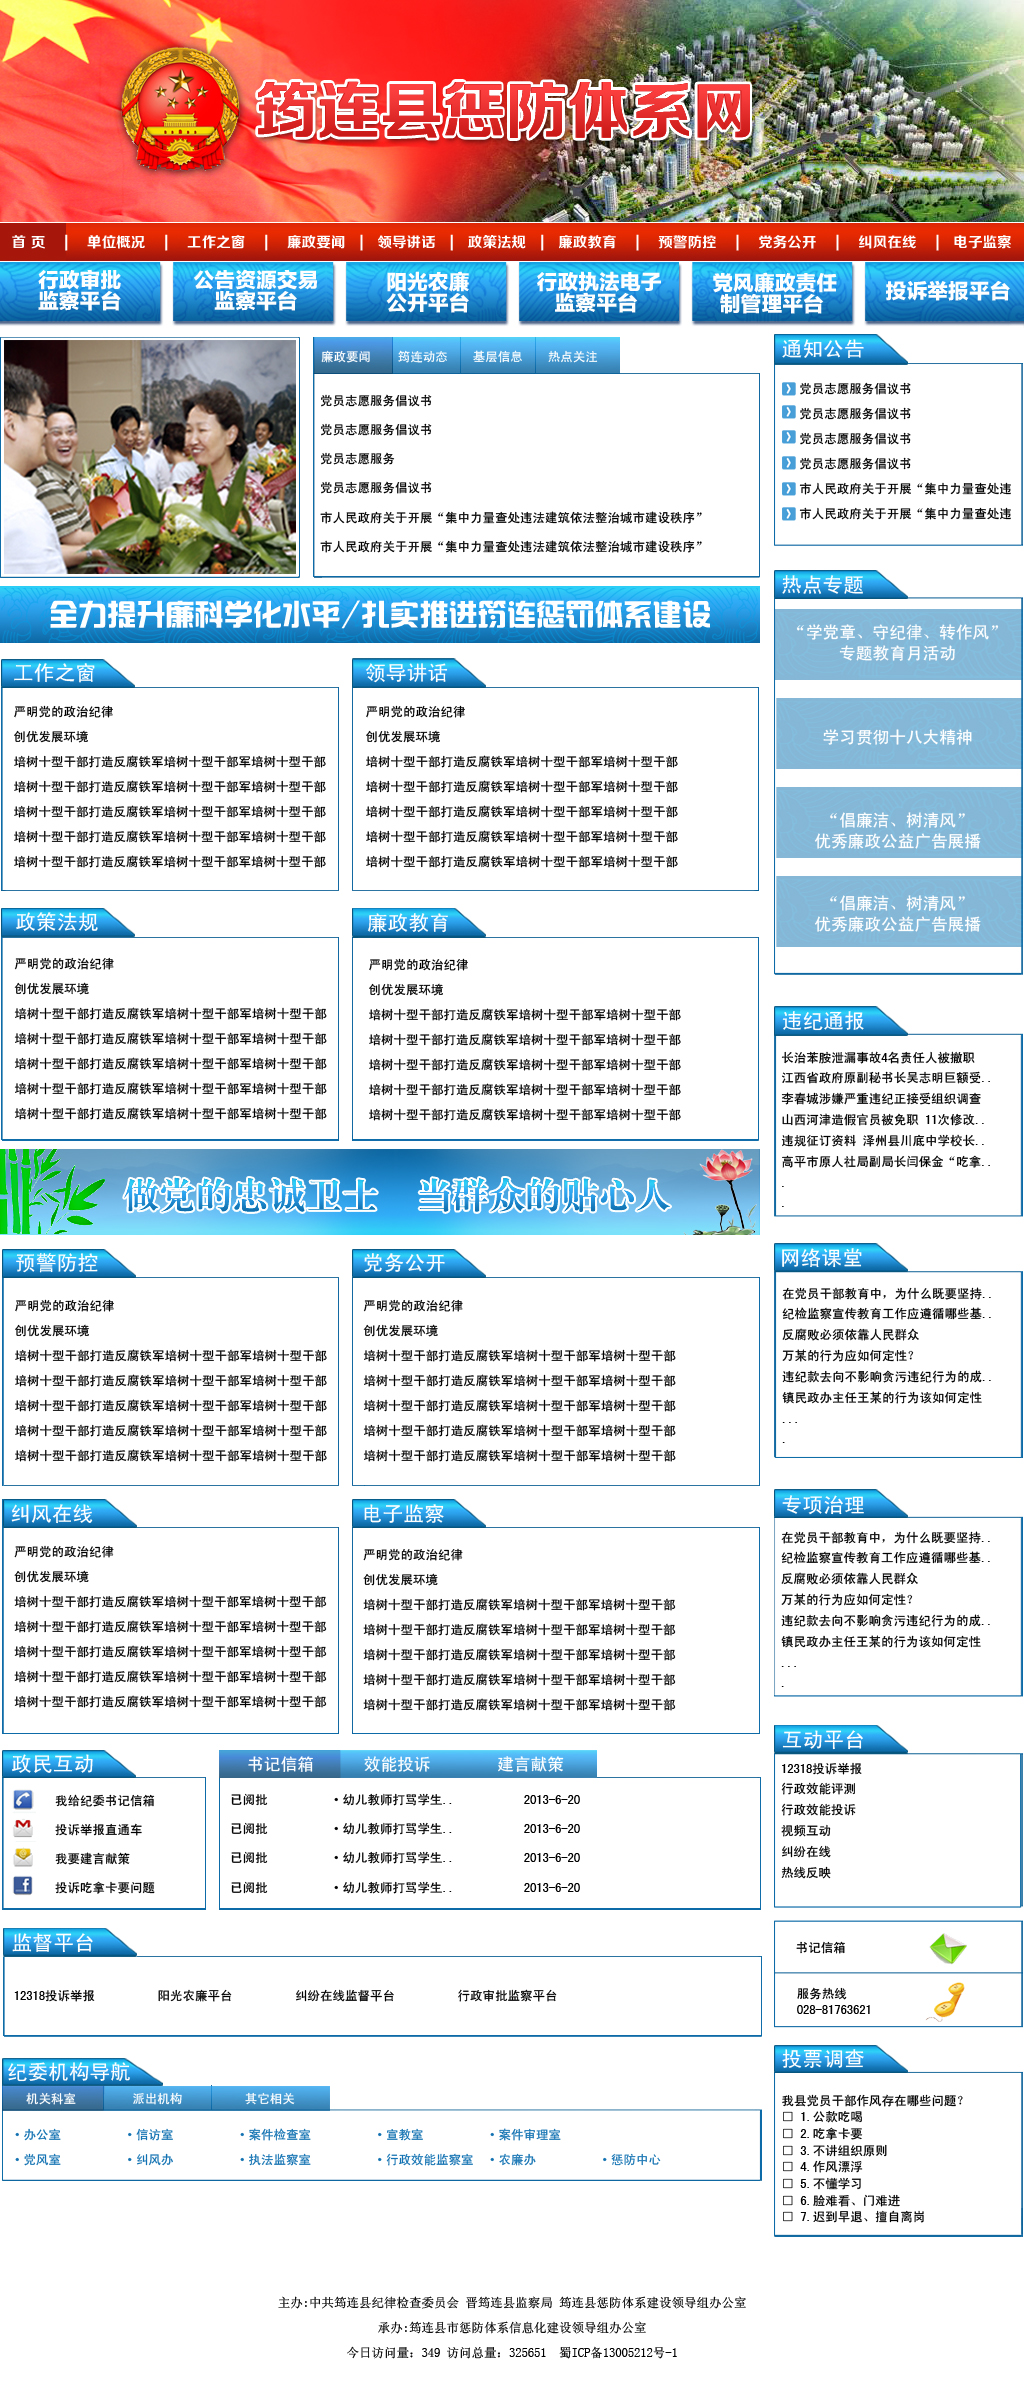 筠连县惩防体系网
首 页 | 单位概况 | 工作之窗 | 廉政要闻 | 领导讲话 | 政策法规 | 廉政教育 | 预警防控 | 党务公开 | 纠风在线 | 电子监察
行政审批
监察平台
公告资源交易
监察平台
阳光农廉
公开平台
行政执法电子
监察平台
党风廉政责任
制管理平台
投诉举报平台
廉政要闻 筠连动态 基层信息 热点关注
党员志愿服务倡议书
党员志愿服务倡议书
党员志愿服务
党员志愿服务倡议书
市人民政府关于开展“集中力量查处违法建筑依法整治城市建设秩序”
市人民政府关于开展“集中力量查处违法建筑依法整治城市建设秩序”
通知公告
党员志愿服务倡议书
党员志愿服务倡议书
党员志愿服务倡议书
党员志愿服务倡议书
市人民政府关于开展“集中力量查处违
市人民政府关于开展“集中力量查处违
全力提升廉科学化水平/扎实推进筠连惩罚体系建设
热点专题
“学党章、守纪律、转作风”
专题教育月活动
学习贯彻十八大精神
“倡廉洁、树清风”
优秀廉政公益广告展播
“倡廉洁、树清风”
优秀廉政公益广告展播
工作之窗
严明党的政治纪律
创优发展环境
培树十型干部打造反腐铁军培树十型干部军培树十型干部
培树十型干部打造反腐铁军培树十型干部军培树十型干部
培树十型干部打造反腐铁军培树十型干部军培树十型干部
培树十型干部打造反腐铁军培树十型干部军培树十型干部
培树十型干部打造反腐铁军培树十型干部军培树十型干部
领导讲话
严明党的政治纪律
创优发展环境
培树十型干部打造反腐铁军培树十型干部军培树十型干部
培树十型干部打造反腐铁军培树十型干部军培树十型干部
培树十型干部打造反腐铁军培树十型干部军培树十型干部
培树十型干部打造反腐铁军培树十型干部军培树十型干部
培树十型干部打造反腐铁军培树十型干部军培树十型干部
政策法规
严明党的政治纪律
创优发展环境
培树十型干部打造反腐铁军培树十型干部军培树十型干部
培树十型干部打造反腐铁军培树十型干部军培树十型干部
培树十型干部打造反腐铁军培树十型干部军培树十型干部
培树十型干部打造反腐铁军培树十型干部军培树十型干部
培树十型干部打造反腐铁军培树十型干部军培树十型干部
廉政教育
严明党的政治纪律
创优发展环境
培树十型干部打造反腐铁军培树十型干部军培树十型干部
培树十型干部打造反腐铁军培树十型干部军培树十型干部
培树十型干部打造反腐铁军培树十型干部军培树十型干部
培树十型干部打造反腐铁军培树十型干部军培树十型干部
培树十型干部打造反腐铁军培树十型干部军培树十型干部
违纪通报
长治苯胺泄漏事故4名责任人被撤职
江西省政府原副秘书长吴志明巨额受..
李春城涉嫌严重违纪正接受组织调查
山西河津造假官员被免职 11次修改..
违规征订资料 泽州县川底中学校长..
高平市原人社局副局长闫保金“吃拿..
.
.
做党的忠诚卫士 当群众的贴心人
预警防控
严明党的政治纪律
创优发展环境
培树十型干部打造反腐铁军培树十型干部军培树十型干部
培树十型干部打造反腐铁军培树十型干部军培树十型干部
培树十型干部打造反腐铁军培树十型干部军培树十型干部
培树十型干部打造反腐铁军培树十型干部军培树十型干部
培树十型干部打造反腐铁军培树十型干部军培树十型干部
党务公开
严明党的政治纪律
创优发展环境
培树十型干部打造反腐铁军培树十型干部军培树十型干部
培树十型干部打造反腐铁军培树十型干部军培树十型干部
培树十型干部打造反腐铁军培树十型干部军培树十型干部
培树十型干部打造反腐铁军培树十型干部军培树十型干部
培树十型干部打造反腐铁军培树十型干部军培树十型干部
网络课堂
在党员干部教育中，为什么既要坚持..
纪检监察宣传教育工作应遵循哪些基..
反腐败必须依靠人民群众
万某的行为应如何定性？
违纪款去向不影响贪污违纪行为的成..
镇民政办主任王某的行为该如何定性
...
.
纠风在线
严明党的政治纪律
创优发展环境
培树十型干部打造反腐铁军培树十型干部军培树十型干部
培树十型干部打造反腐铁军培树十型干部军培树十型干部
培树十型干部打造反腐铁军培树十型干部军培树十型干部
培树十型干部打造反腐铁军培树十型干部军培树十型干部
培树十型干部打造反腐铁军培树十型干部军培树十型干部
电子监察
严明党的政治纪律
创优发展环境
培树十型干部打造反腐铁军培树十型干部军培树十型干部
培树十型干部打造反腐铁军培树十型干部军培树十型干部
培树十型干部打造反腐铁军培树十型干部军培树十型干部
培树十型干部打造反腐铁军培树十型干部军培树十型干部
培树十型干部打造反腐铁军培树十型干部军培树十型干部
专项治理
在党员干部教育中，为什么既要坚持..
纪检监察宣传教育工作应遵循哪些基..
反腐败必须依靠人民群众
万某的行为应如何定性？
违纪款去向不影响贪污违纪行为的成..
镇民政办主任王某的行为该如何定性
...
.
政民互动
我给纪委书记信箱
投诉举报直通车
我要建言献策
投诉吃拿卡要问题
书记信箱 效能投诉 建言献策
已阅批 ·幼儿教师打骂学生.. 2013-6-20
已阅批 ·幼儿教师打骂学生.. 2013-6-20
已阅批 ·幼儿教师打骂学生.. 2013-6-20
已阅批 ·幼儿教师打骂学生.. 2013-6-20
互动平台
12318投诉举报
行政效能评测
行政效能投诉
视频互动
纠纷在线
热线反映
书记信箱
服务热线
028-81763621
监督平台
12318投诉举报 阳光农廉平台 纠纷在线监督平台 行政审批监察平台
纪委机构导航
机关科室 派出机构 其它相关
·办公室 ·信访室 ·案件检查室 ·宣教室 ·案件审理室
·党风室 ·纠风办 ·执法监察室 ·行政效能监察室 ·农廉办 ·惩防中心
投票调查
我县党员干部作风存在哪些问题？
□ 1.公款吃喝
□ 2.吃拿卡要
□ 3.不讲组织原则
□ 4.作风漂浮
□ 5.不懂学习
□ 6.脸难看、门难进
□ 7.迟到早退、擅自离岗
主办:中共筠连县纪律检查委员会 晋筠连县监察局 筠连县惩防体系建设领导组办公室
承办:筠连县市惩防体系信息化建设领导组办公室
今日访问量：349 访问总量：325651 蜀ICP备13005212号-1